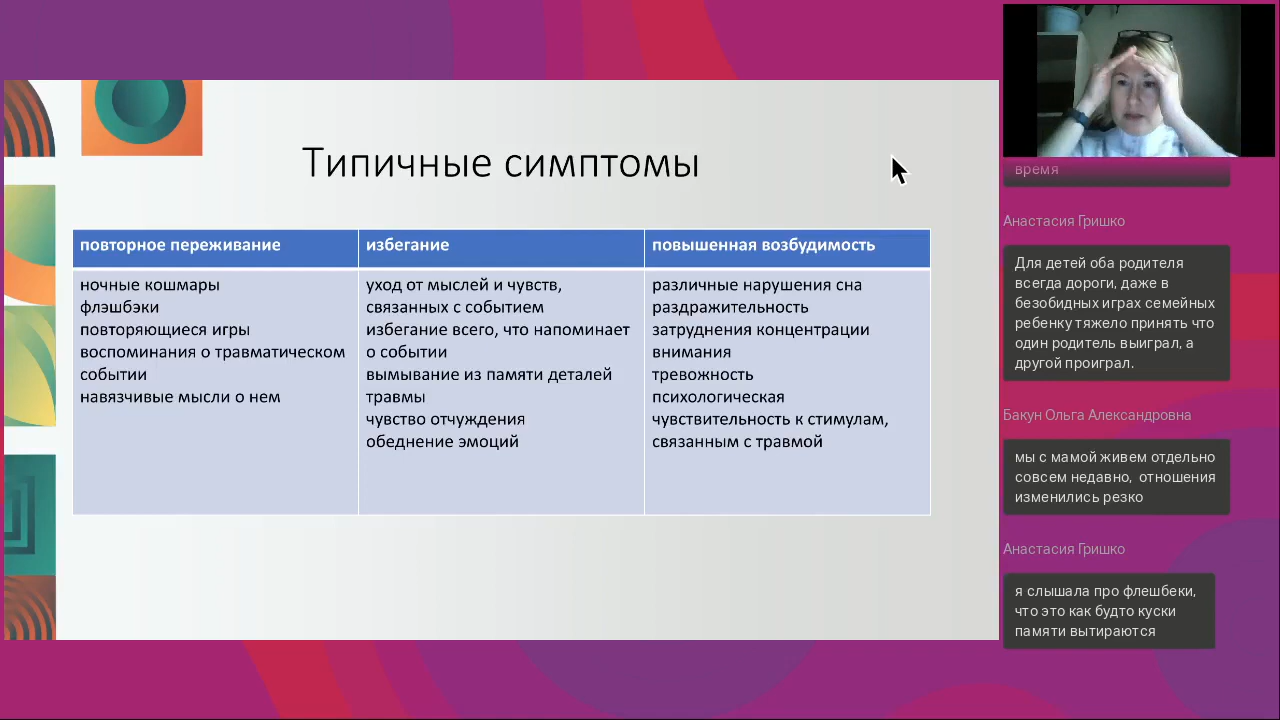 Типичные симптомы
повторное переживание
избегание
повышенная возбудимость
ночные кошмары
флэшбэки
повторяющиеся игры
воспоминания о травматическом
событии
навязчивые мысли о нем
уход от мыслей и чувств,
связанных с событием
избегание всего, что напоминает
о событии
вымывание из памяти деталей
травмы
чувство отчуждения
обеднение эмоций
различные нарушения сна
раздражительность
затруднения концентрации
внимания
тревожность
психологическая
чувствительность к стимулам,
связанным с травмой
время
Анастасия Гришко
Для детей оба родителя
всегда дороги, даже в
безобидных играх семейных
ребенку тяжело принять что
один родитель выиграл, а
другой проиграл.
Бакун Ольга Александровна
мы с мамой живем отдельно
совсем недавно, отношения
изменились резко
Анастасия Гришко
я слышала про флешбеки,
что это как будто куски
памяти вытираются